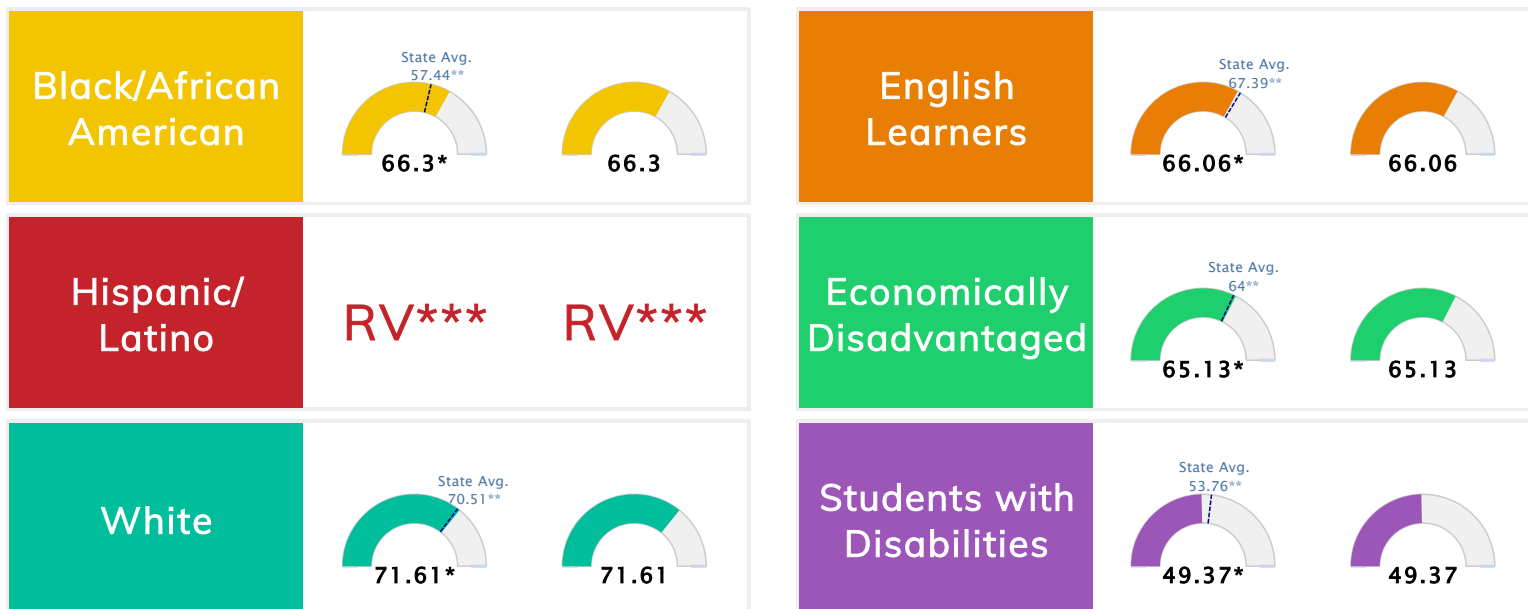 Black/African
American
State Avg.
57.44**
66.3*
66.3
English
Learners
State Avg.
67.39**
66.06*
66.06
Hispanic/
Latino
RV***
RV***
Economically
Disadvantaged
State Avg.
64**
65.13*
65.13
White
State Avg.
70.51**
71.61*
71.61
Students with
Disabilities
State Avg.
53.76**
49.37*
49.37